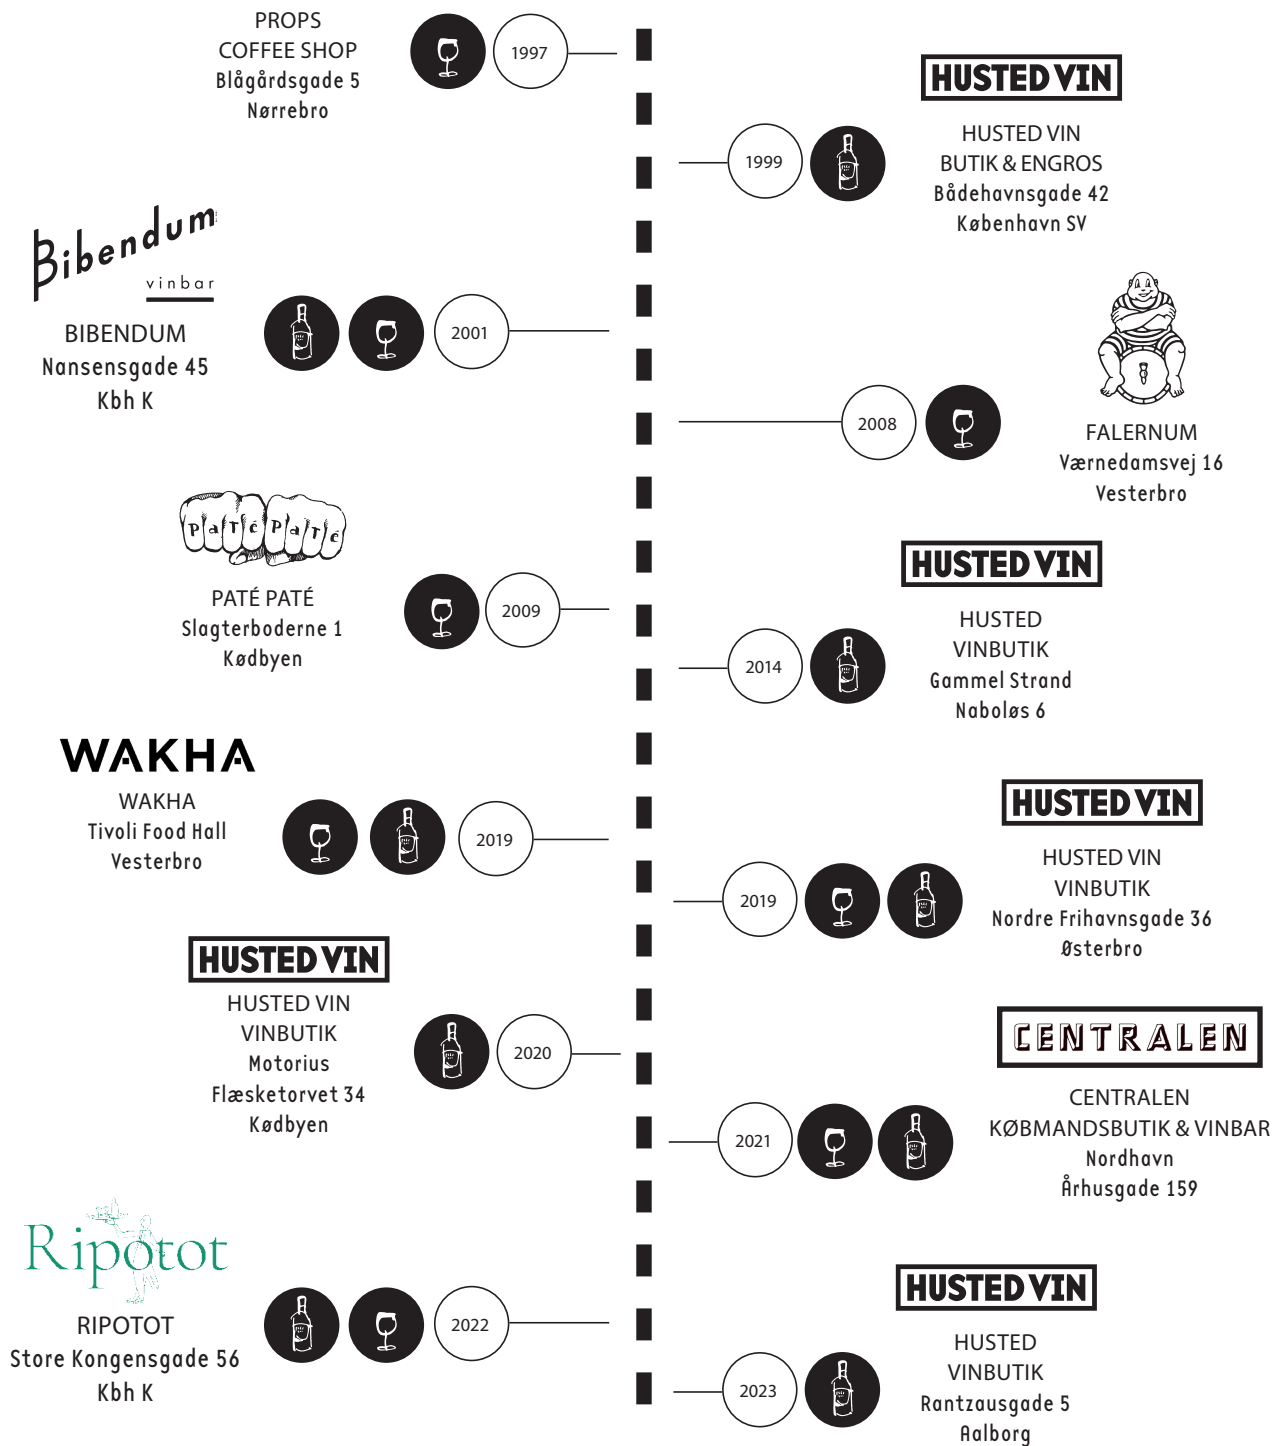 PROPS
COFFEE SHOP
Blågårdsgade 5
Nørrebro
1997
HUSTED VIN
1999
HUSTED VIN
BUTIK & ENGROS
Bådehavnsgade 42
København SV
Bibendum
vinbar
BIBENDUM
Nansensgade 45
Kbh K
2001
2008
FALERNUM
Værnedamsvej 16
Vesterbro
PATÉ PATÉ
PATÉ PATÉ
Slagterboderne 1
Kødbyen
2009
HUSTED VIN
2014
HUSTED
VINBUTIK
Gammel Strand
Naboløs 6
WAKHA
WAKHA
Tivoli Food Hall
Vesterbro
2019
HUSTED VIN
2019
HUSTED VIN
VINBUTIK
Nordre Frihavnsgade 36
Østerbro
HUSTED VIN
HUSTED VIN
VINBUTIK
Motorius
Flæsketorvet 34
Kødbyen
2020
CENTRALEN
2021
CENTRALEN
KØBMANDSBUTIK & VINBAR
Nordhavn
Århusgade 159
Ripotot
RIPOTOT
Store Kongensgade 56
Kbh K
2022
HUSTED VIN
2023
HUSTED
VINBUTIK
Rantzausgade 5
Aalborg